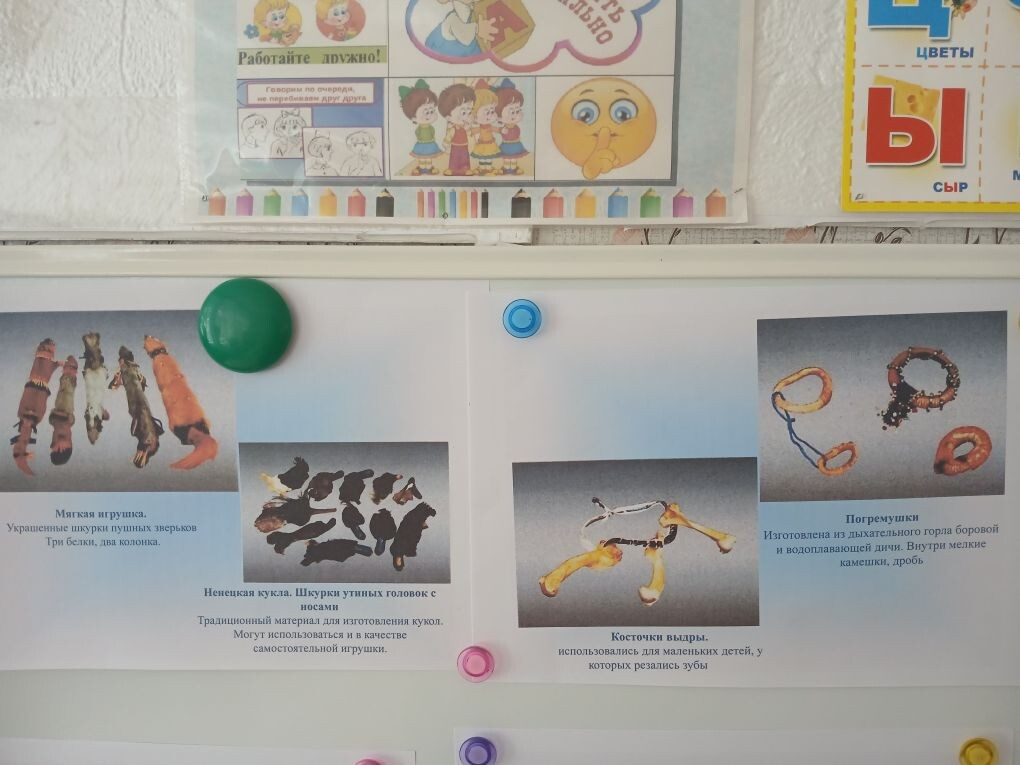 ЦВЕТЫ
Работайте дружно!
ТЬ
ЛЬНО
Говорим по очереди,
не перебиваем друг друга
Ы
СЫР
Мягкая игрушка.
Украшенные шкурки пушных зверьков
Три белки, два колонка.
Ненецкая кукла. Шкурки утиных головок с
носами
Традиционный материал для изготовления кукол.
Могут использоваться и в качестве
самостоятельной игрушки.
Косточки выдры.
использовались для маленьких детей, у
которых резались зубы
Погремушки
Изготовлена из дыхательного горла боровой
и водоплавающей дичи. Внутри мелкие
камешки, дробь